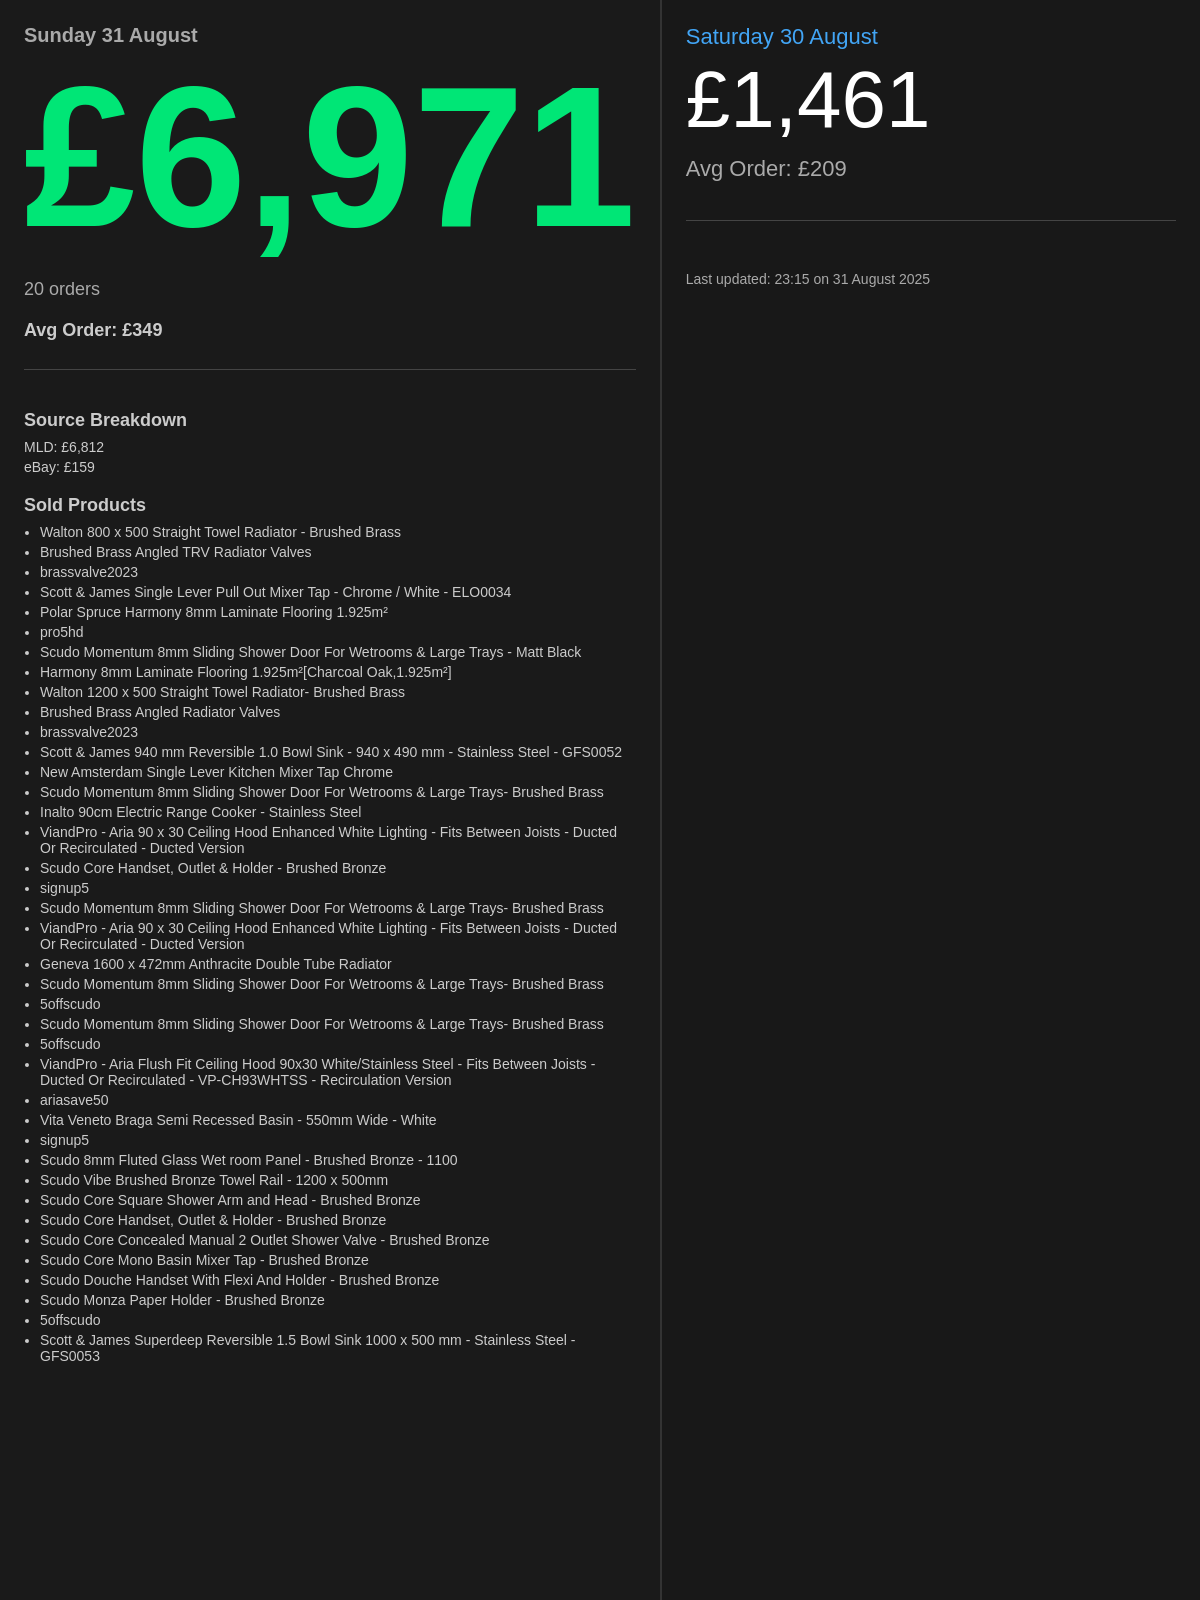 Sunday 31 August
£6,971
20 orders
Avg Order: £349
Source Breakdown
MLD: £6,812
eBay: £159
Sold Products
• Walton 800 x 500 Straight Towel Radiator - Brushed Brass
• Brushed Brass Angled TRV Radiator Valves
• brassvalve2023
• Scott & James Single Lever Pull Out Mixer Tap - Chrome / White - ELO0034
• Polar Spruce Harmony 8mm Laminate Flooring 1.925m²
• pro5hd
• Scudo Momentum 8mm Sliding Shower Door For Wetrooms & Large Trays - Matt Black
• Harmony 8mm Laminate Flooring 1.925m²[Charcoal Oak,1.925m²]
• Walton 1200 x 500 Straight Towel Radiator- Brushed Brass
• Brushed Brass Angled Radiator Valves
• brassvalve2023
• Scott & James 940 mm Reversible 1.0 Bowl Sink - 940 x 490 mm - Stainless Steel - GFS0052
• New Amsterdam Single Lever Kitchen Mixer Tap Chrome
• Scudo Momentum 8mm Sliding Shower Door For Wetrooms & Large Trays- Brushed Brass
• Inalto 90cm Electric Range Cooker - Stainless Steel
• ViandPro - Aria 90 x 30 Ceiling Hood Enhanced White Lighting - Fits Between Joists - Ducted
Or Recirculated - Ducted Version
• Scudo Core Handset, Outlet & Holder - Brushed Bronze
• signup5
• Scudo Momentum 8mm Sliding Shower Door For Wetrooms & Large Trays- Brushed Brass
• ViandPro - Aria 90 x 30 Ceiling Hood Enhanced White Lighting - Fits Between Joists - Ducted
Or Recirculated - Ducted Version
• Geneva 1600 x 472mm Anthracite Double Tube Radiator
• Scudo Momentum 8mm Sliding Shower Door For Wetrooms & Large Trays- Brushed Brass
• 5offscudo
• Scudo Momentum 8mm Sliding Shower Door For Wetrooms & Large Trays- Brushed Brass
• 5offscudo
• ViandPro - Aria Flush Fit Ceiling Hood 90x30 White/Stainless Steel - Fits Between Joists -
Ducted Or Recirculated - VP-CH93WHTSS - Recirculation Version
• ariasave50
• Vita Veneto Braga Semi Recessed Basin - 550mm Wide - White
• signup5
• Scudo 8mm Fluted Glass Wet room Panel - Brushed Bronze - 1100
• Scudo Vibe Brushed Bronze Towel Rail - 1200 x 500mm
• Scudo Core Square Shower Arm and Head - Brushed Bronze
• Scudo Core Handset, Outlet & Holder - Brushed Bronze
• Scudo Core Concealed Manual 2 Outlet Shower Valve - Brushed Bronze
• Scudo Core Mono Basin Mixer Tap - Brushed Bronze
• Scudo Douche Handset With Flexi And Holder - Brushed Bronze
• Scudo Monza Paper Holder - Brushed Bronze
• 5offscudo
• Scott & James Superdeep Reversible 1.5 Bowl Sink 1000 x 500 mm - Stainless Steel -
GFS0053
Saturday 30 August
£1,461
Avg Order: £209
Last updated: 23:15 on 31 August 2025